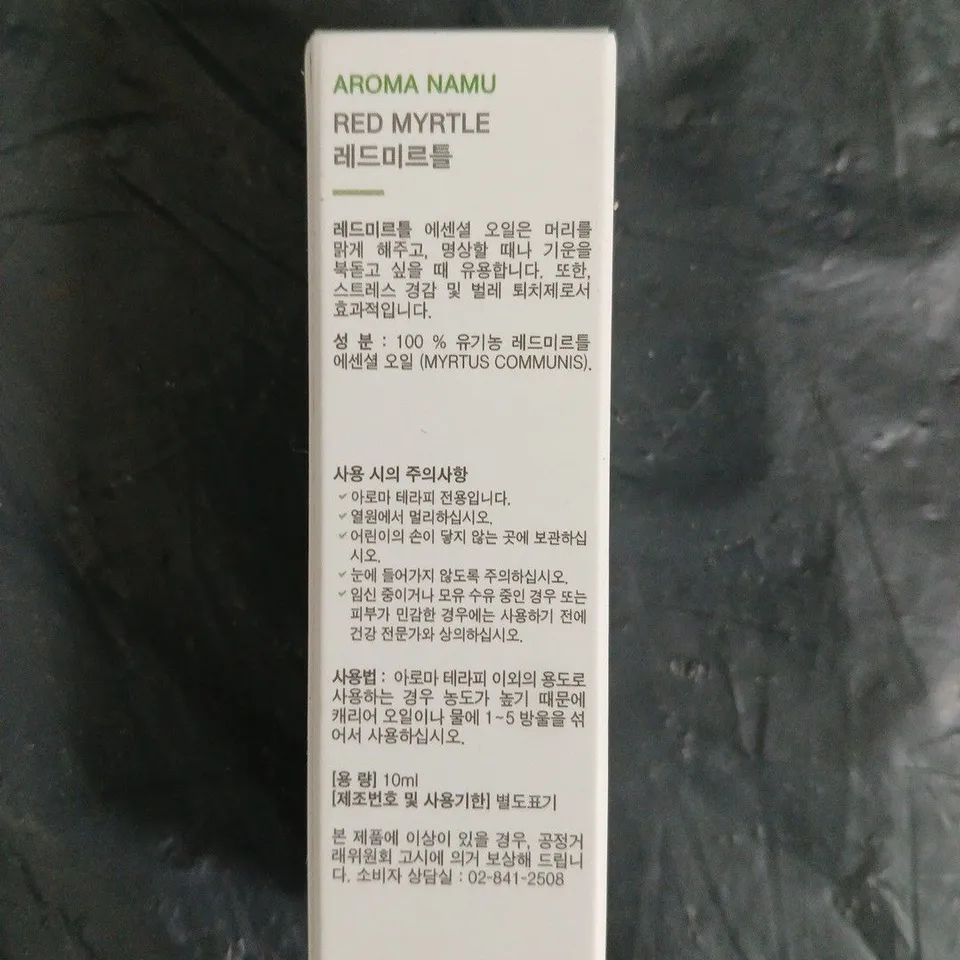 AROMA NAMU
RED MYRTLE
레드미르틀
레드미르틀 에센셜 오일은 머리를
맑게 해주고, 명상할 때나 기운을
북돋고 싶을 때 유용합니다. 또한,
스트레스 경감 및 벌레 퇴치제로서
효과적입니다.
성 분 : 100 % 유기농 레드미르틀
에센셜 오일 (MYRTUS COMMUNIS).
사용 시의 주의사항
✓아로마 테라피 전용입니다.
✓열원에서 멀리하십시오.
✓어린이의 손이 닿지 않는 곳에 보관하십
시오.
✓눈에 들어가지 않도록 주의하십시오.
✓임신 중이거나 모유 수유 중인 경우 또는
피부가 민감한 경우에는 사용하기 전에
건강 전문가와 상의하십시오.
사용법 : 아로마 테라피 이외의 용도로
사용하는 경우 농도가 높기 때문에
캐리어 오일이나 물에 1~5 방울을 섞
어서 사용하십시오.
[용 량] 10ml
[제조번호 및 사용기한] 별도표기
본 제품에 이상이 있을 경우, 공정거
래위원회 고시에 의거 보상해 드립니
다. 소비자 상담실 : 02-841-2508